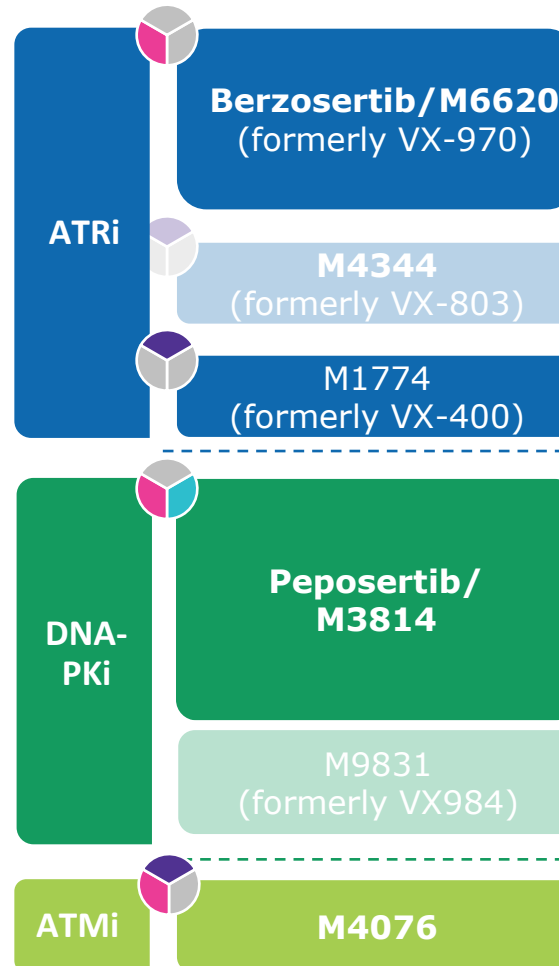 ATRi
Berzosertib/M6620
(formerly VX-970)
M4344
(formerly VX-803)
M1774
(formerly VX-400)
DNA-
PKi
Peposertib/
M3814
M9831
(formerly VX984)
ATMi
M4076